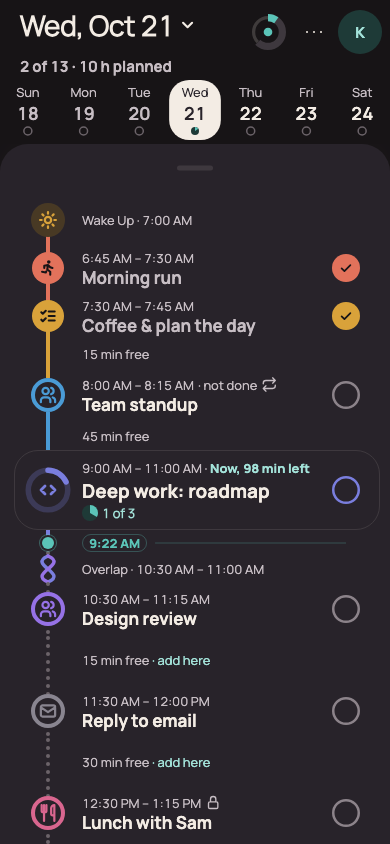 Wed, Oct 21
K
2 of 13 · 10 h planned
Sun Mon Tue Wed Thu Fri Sat
18 19 20 21 22 23 24
Wake Up · 7:00 AM
6:45 AM – 7:30 AM
Morning run
7:30 AM – 7:45 AM
Coffee & plan the day
15 min free
8:00 AM – 8:15 AM · not done
Team standup
45 min free
9:00 AM – 11:00 AM · Now, 98 min left
Deep work: roadmap
1 of 3
9:22 AM
Overlap · 10:30 AM – 11:00 AM
10:30 AM – 11:15 AM
Design review
15 min free · add here
11:30 AM – 12:00 PM
Reply to email
30 min free · add here
12:30 PM – 1:15 PM
Lunch with Sam